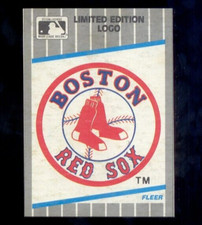 LIMITED EDITION
LOGO
BOSTON
RED SOX
TM
FLEER